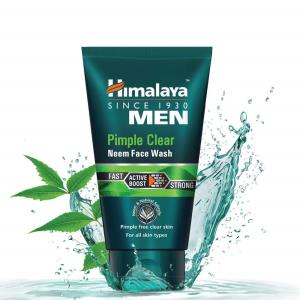 Himalaya
SINCE 1930
MEN
Pimple Clear
Neem Face Wash
FAST
ACTIVE
BOOST
STRONG
Pimple free clear skin
For all skin types